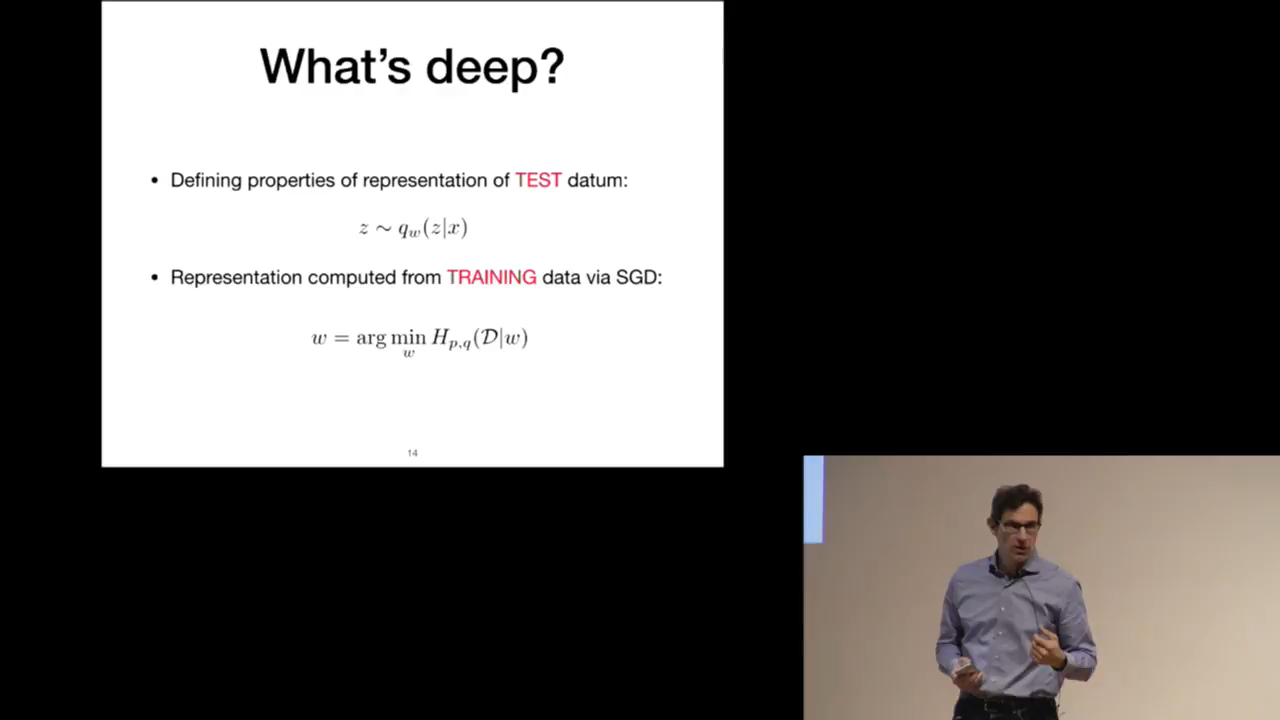 What's deep?
• Defining properties of representation of TEST datum:
z ∼ q_w(z|x)
• Representation computed from TRAINING data via SGD:
w = arg min_w H_{p,q}(𝒟|w)
14